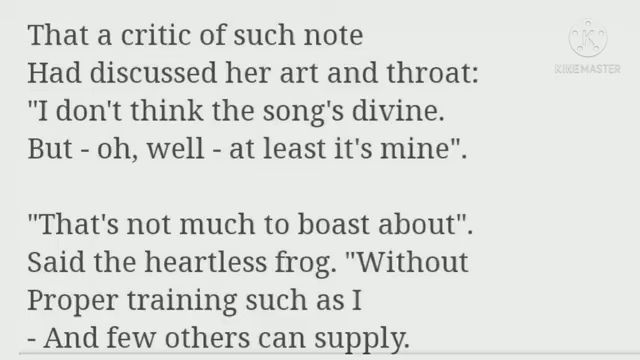 That a critic of such note
Had discussed her art and throat:
"I don't think the song's divine.
But - oh, well - at least it's mine".
"That's not much to boast about".
Said the heartless frog. "Without
Proper training such as I
- And few others can supply.
KINEMASTER